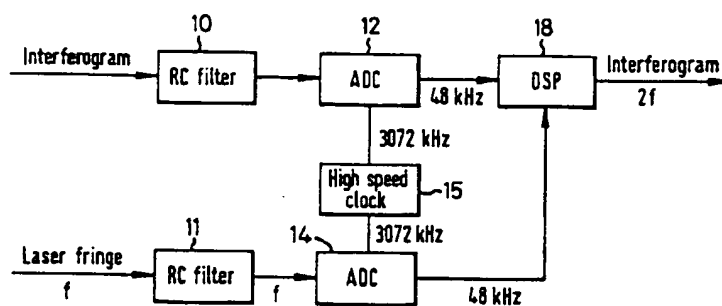 10
12
18
Interferogram
RC filter
ADC
48 kHz
DSP
Interferogram
2f
3072 kHz
High speed
clock
15
11
14
3072 kHz
Laser fringe
f
RC filter
f
ADC
48 kHz